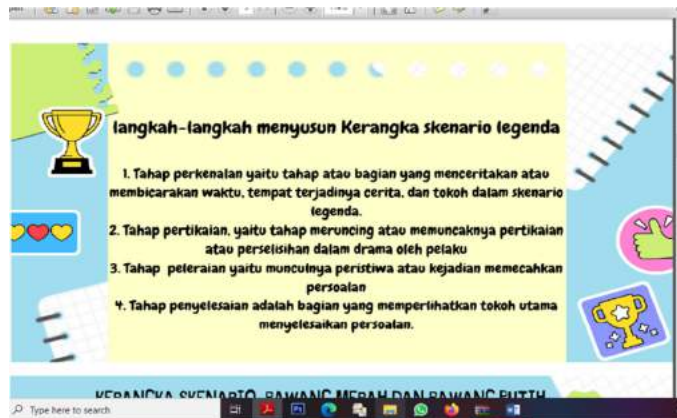 langkah-langkah menyusun Kerangka skenario legenda
1. Tahap perkenalan yaitu tahap atau bagian yang menceritakan atau
membicarakan waktu, tempat terjadinya cerita, dan tokoh dalam skenario
legenda.
2. Tahap pertikaian, yaitu tahap meruncing atau memuncaknya pertikaian
atau perselisihan dalam drama oleh pelaku
3. Tahap peleraian yaitu munculnya peristiwa atau kejadian memecahkan
persoalan
4. Tahap penyelesaian adalah bagian yang memperlihatkan tokoh utama
menyelesaikan persoalan.
KERANGKA SKENARIO BAWANG MERAH DAN BAWANG PUTIH
Type here to search